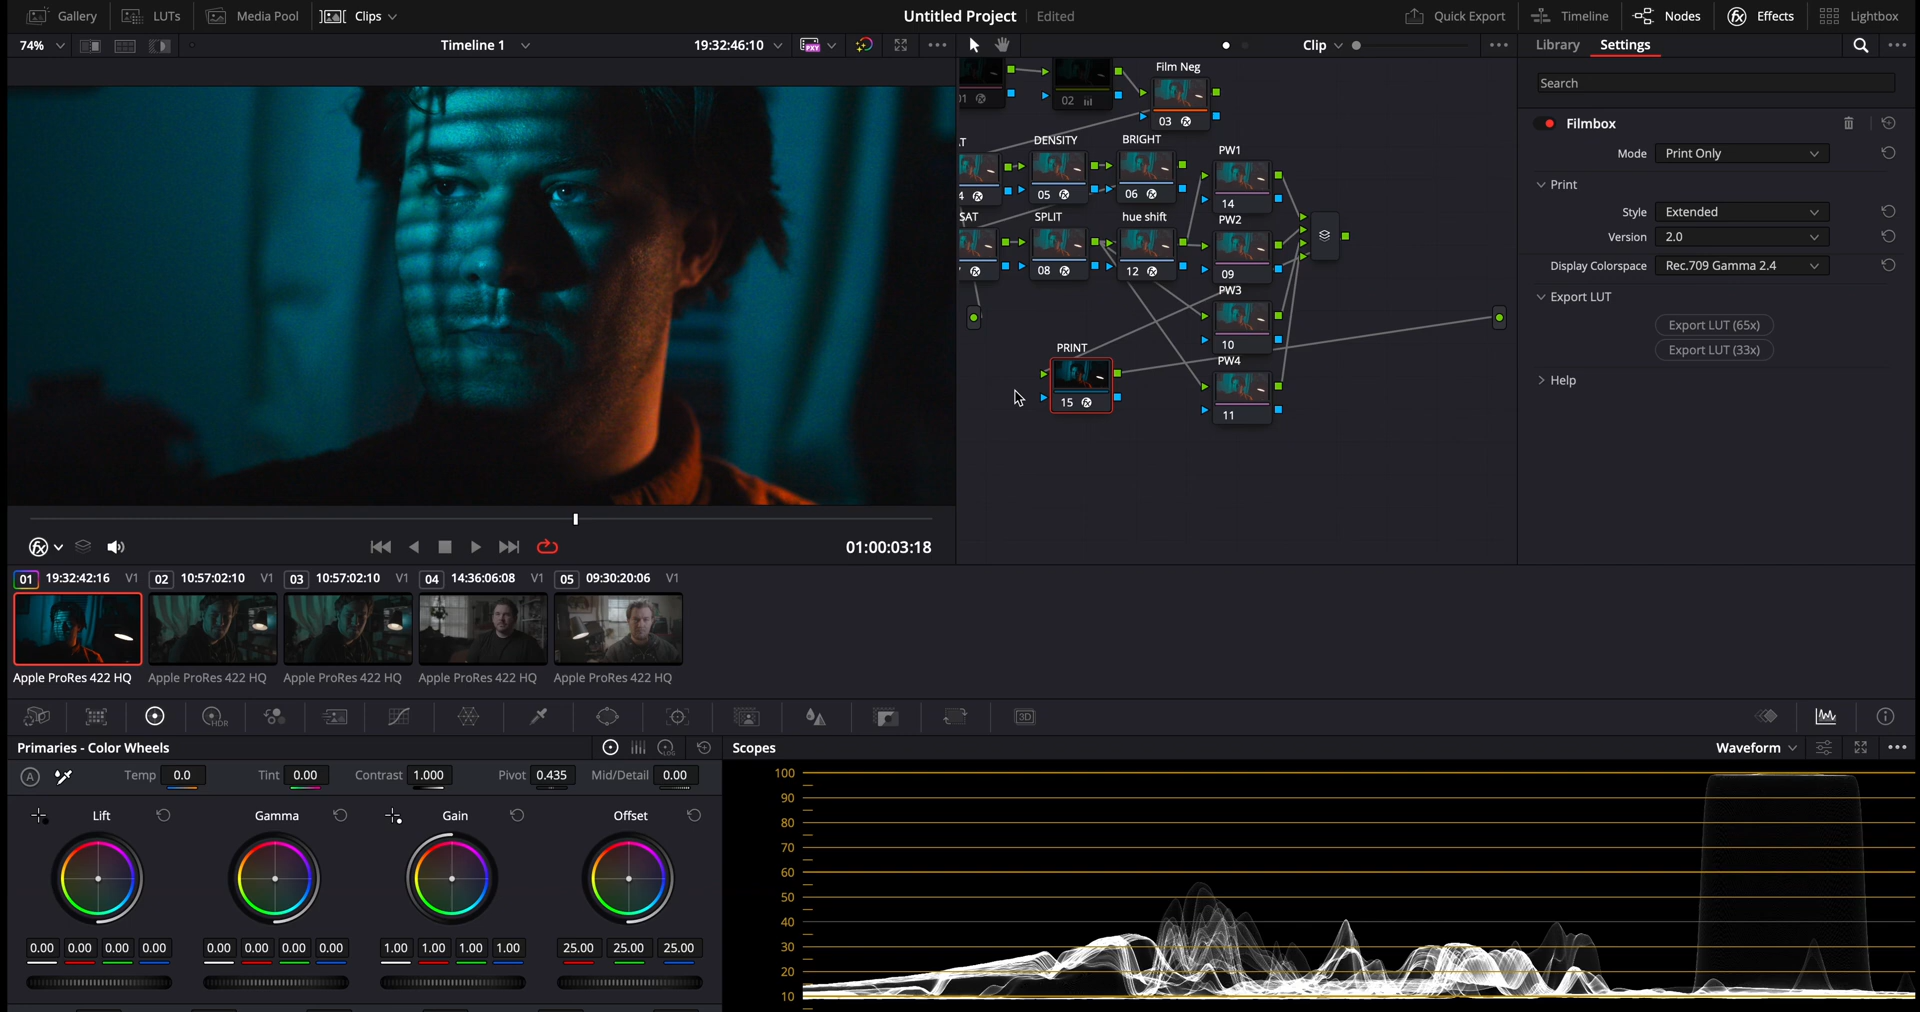 Gallery LUTs Media Pool Clips Untitled Project Edited Quick Export Timeline Nodes Effects Lightbox
74% Timeline 1 19:32:46:10 PXY Clip Library Settings
Search
Filmbox
Mode Print Only
Print
Style Extended
Version 2.0
Display Colorspace Rec.709 Gamma 2.4
Export LUT
Export LUT (65x)
Export LUT (33x)
Help
Film Neg
01 02 03
DENSITY BRIGHT PW1
05 06 14
SAT SPLIT hue shift PW2
08 12 09
PW3
10
PRINT PW4
15 11
01:00:03:18
01 19:32:42:16 V1 02 10:57:02:10 V1 03 10:57:02:10 V1 04 14:36:06:08 V1 05 09:30:20:06 V1
Apple ProRes 422 HQ Apple ProRes 422 HQ Apple ProRes 422 HQ Apple ProRes 422 HQ Apple ProRes 422 HQ
HDR 3D
Primaries - Color Wheels LOG Scopes Waveform
A Temp 0.0 Tint 0.00 Contrast 1.000 Pivot 0.435 Mid/Detail 0.00
Lift Gamma Gain Offset
0.00 0.00 0.00 0.00 0.00 0.00 0.00 0.00 1.00 1.00 1.00 1.00 25.00 25.00 25.00
100
90
80
70
60
50
40
30
20
10